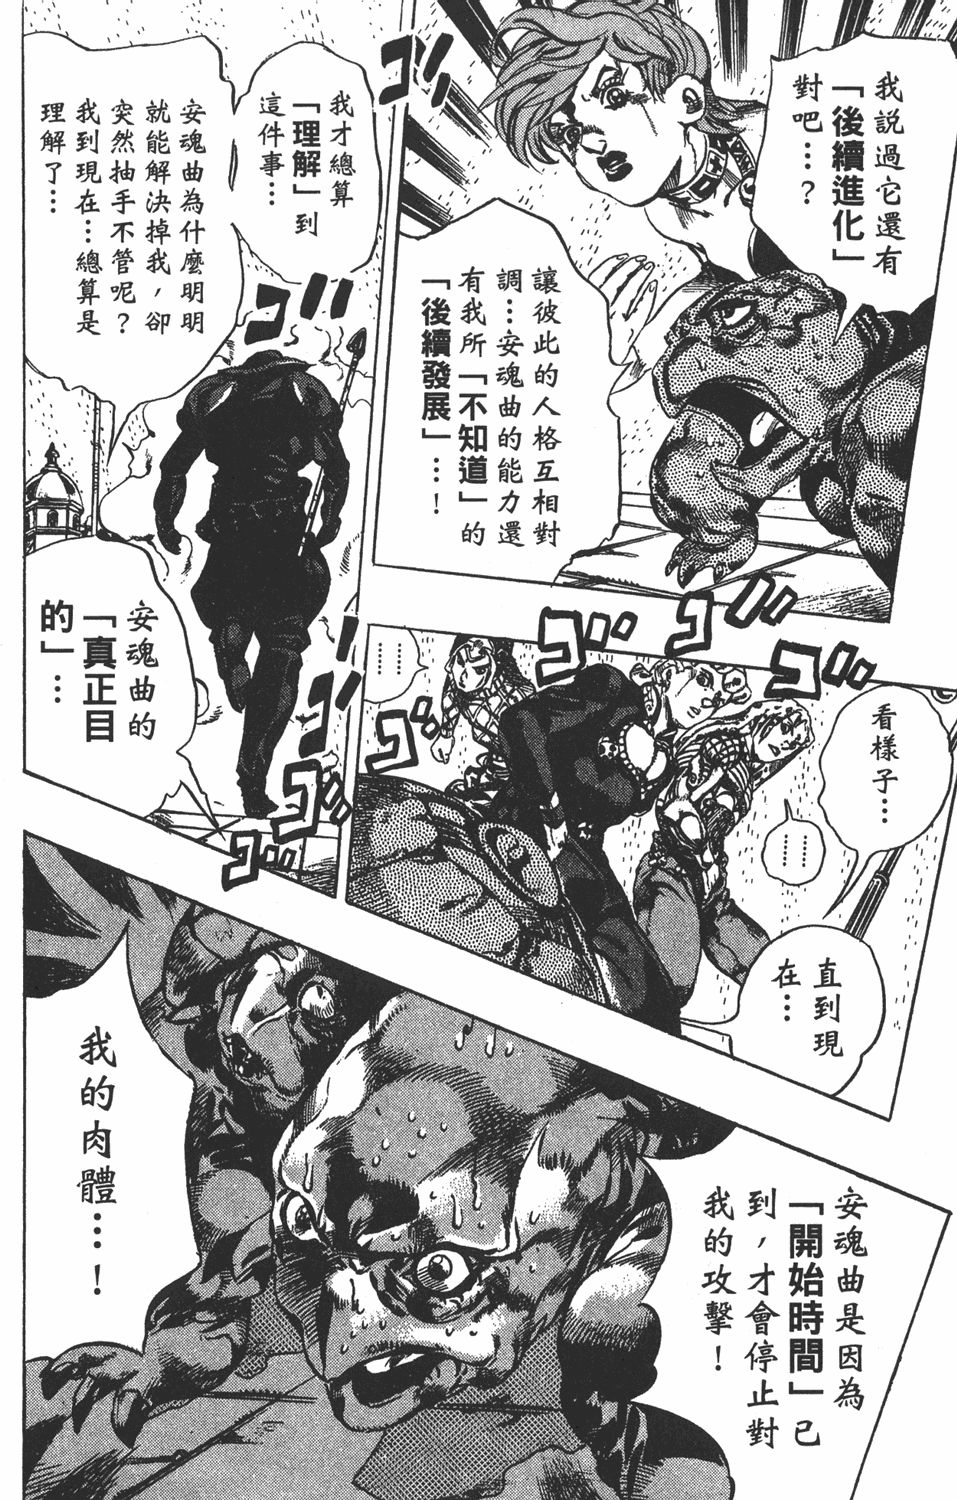 我說過它還有
「後續進化」
對吧…？
讓彼此的人格互相對
調…安魂曲的能力還
有我所「不知道」的
「後續發展」…！
ゴゴ
我才總算
「理解」到
這件事…
安魂曲為什麼明明
就能解決掉我，卻
突然抽手不管呢？
我到現在…總算是
理解了…
ゴゴ
安魂曲的
「真正目
的」…
ゴゴゴ
看樣子…
……
直到現
在…
ゴゴゴ
……
ゴゴ
安魂曲是因為
「開始時間」已
到，才會停止對
我的攻擊！
我的肉體…！